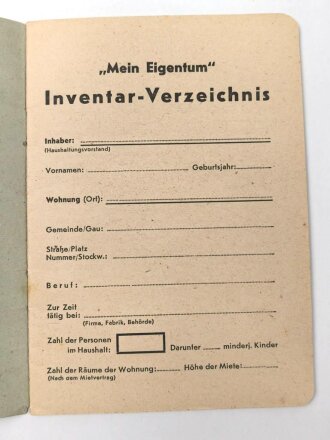 „Mein Eigentum"
Inventar-Verzeichnis
Inhaber:
(Haushaltungsvorstand)
Vornamen: Geburtsjahr:
Wohnung (Ort):
Gemeinde/Gau:
Straße/Platz
Nummer/Stockw.:
Beruf:
Zur Zeit
tätig bei:
(Firma, Fabrik, Behörde)
Zahl der Personen
im Haushalt: Darunter minderj. Kinder
Zahl der Räume der Wohnung: Höhe der Miete:
(Nach dem Mietvertrag)